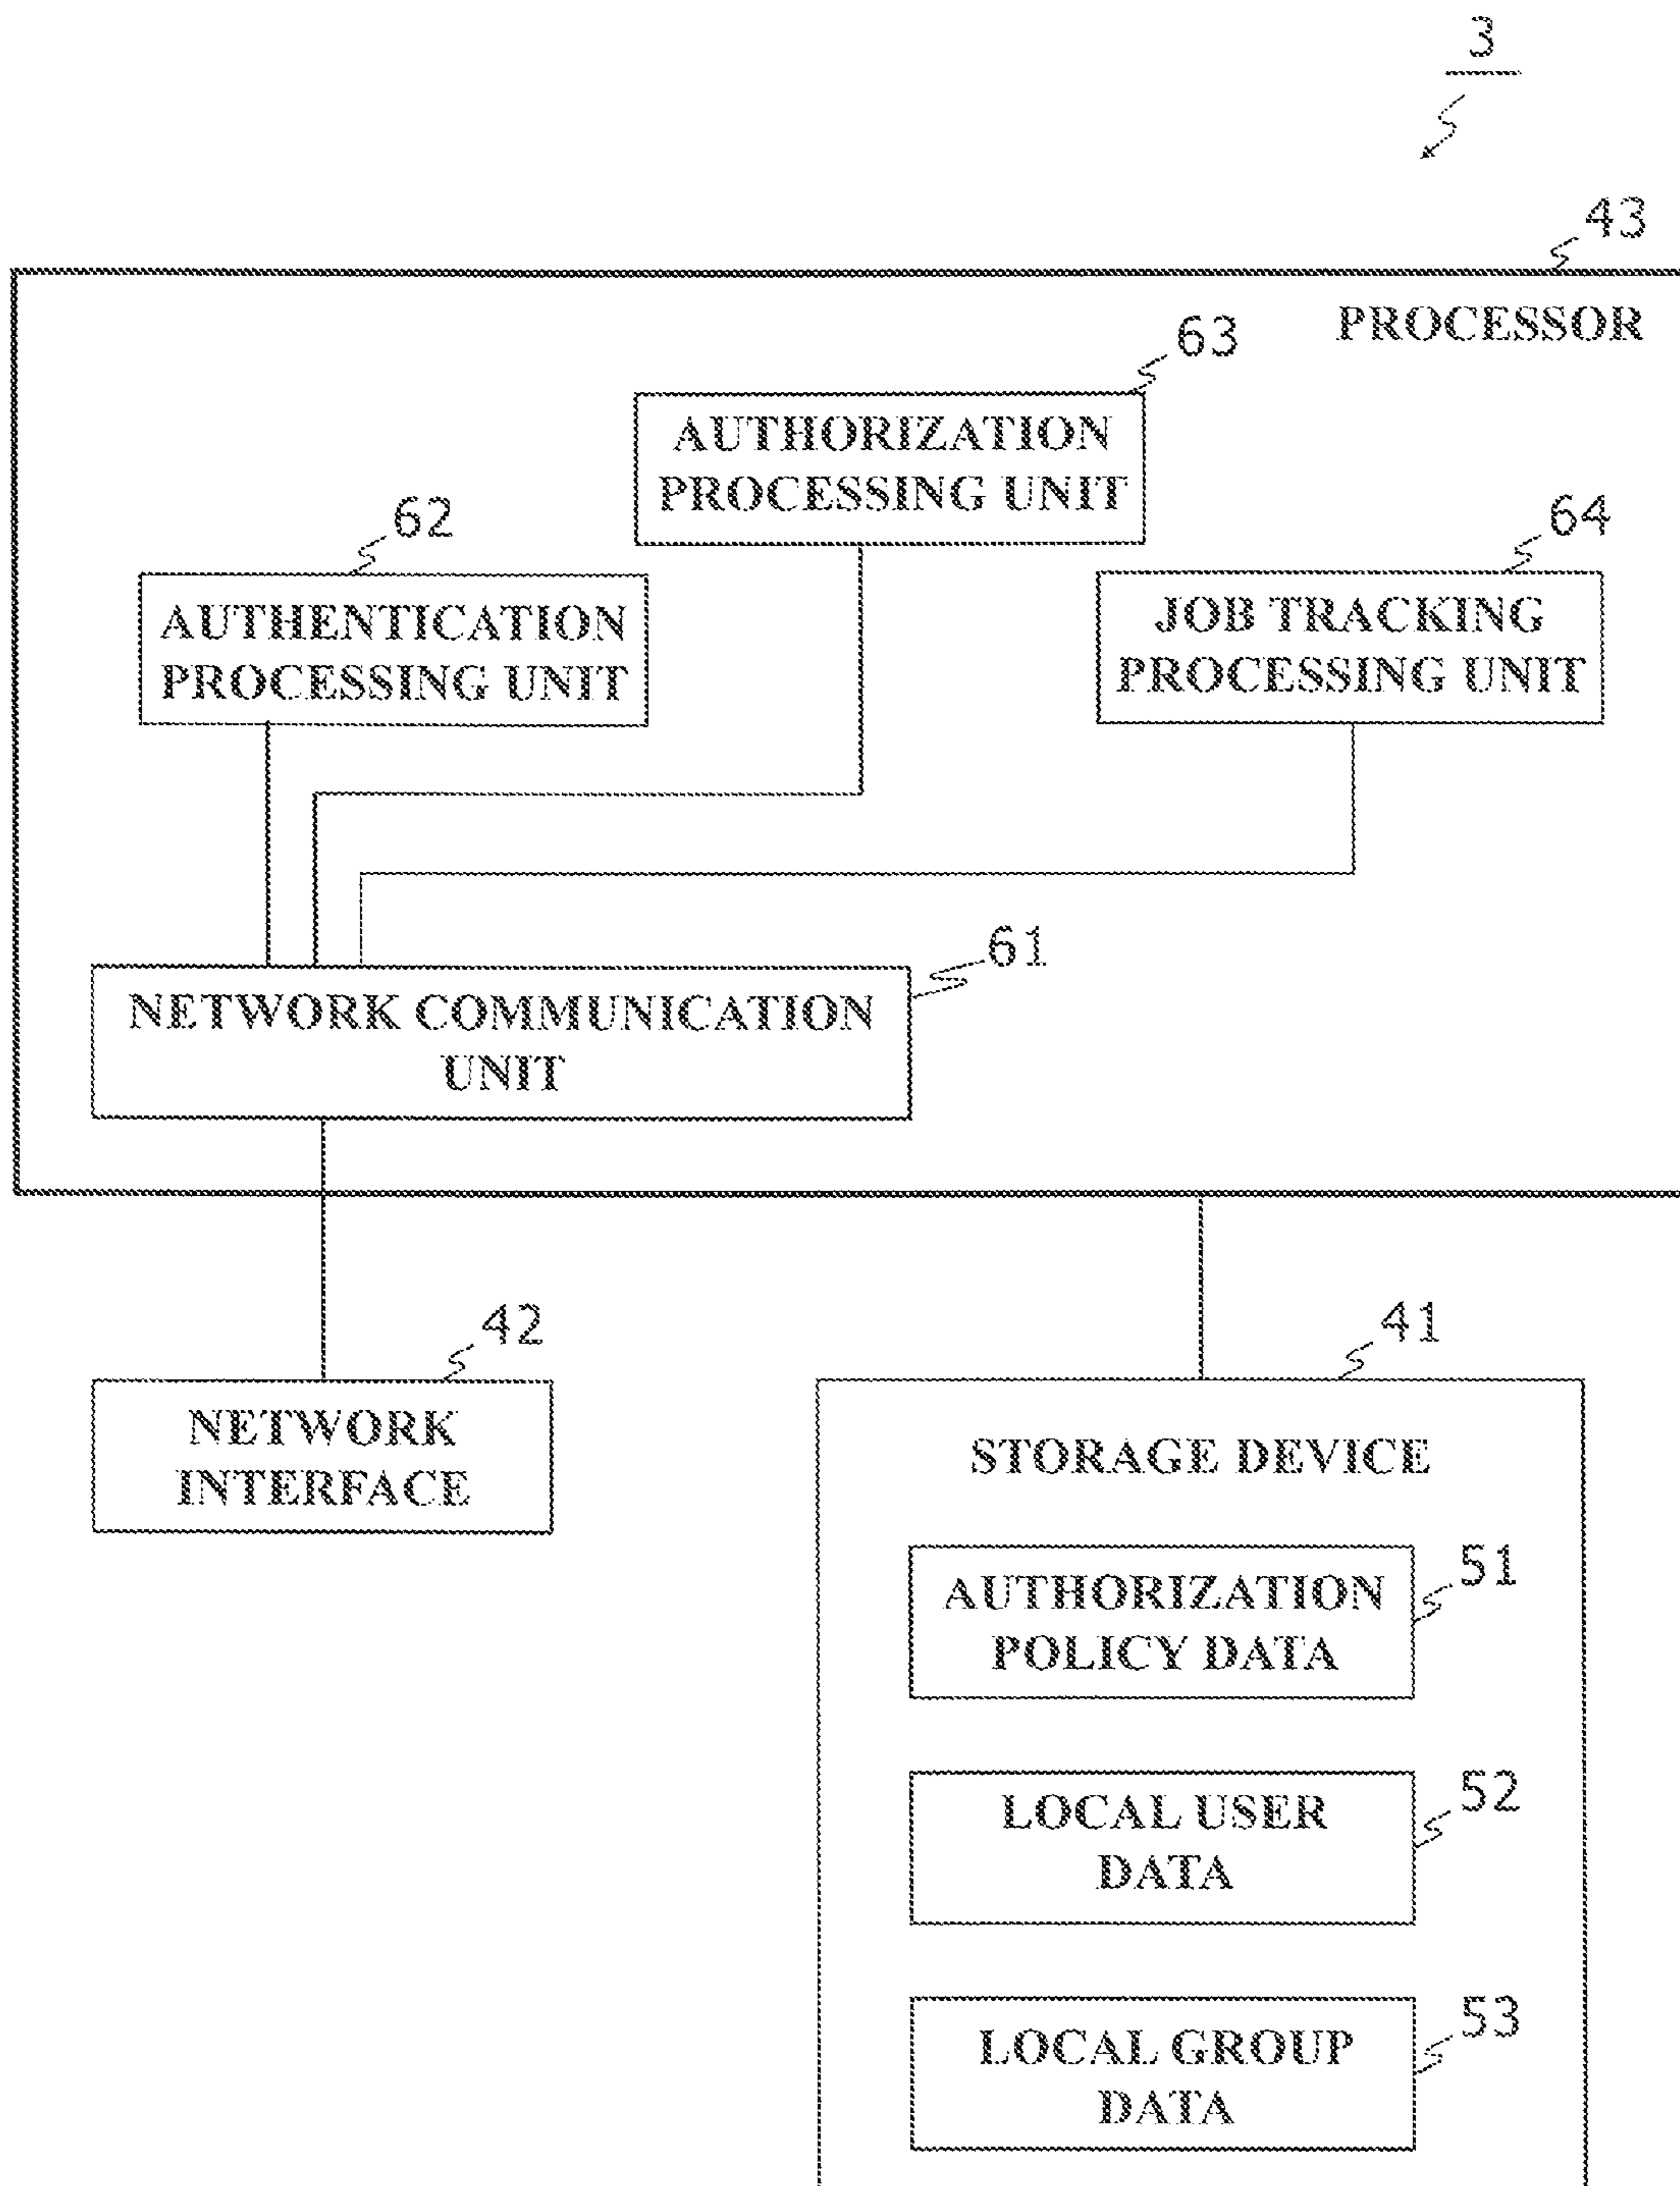 3
43
PROCESSOR
63
AUTHORIZATION
PROCESSING UNIT
62
AUTHENTICATION
PROCESSING UNIT
64
JOB TRACKING
PROCESSING UNIT
61
NETWORK COMMUNICATION
UNIT
42
NETWORK
INTERFACE
41
STORAGE DEVICE
51
AUTHORIZATION
POLICY DATA
52
LOCAL USER
DATA
53
LOCAL GROUP
DATA